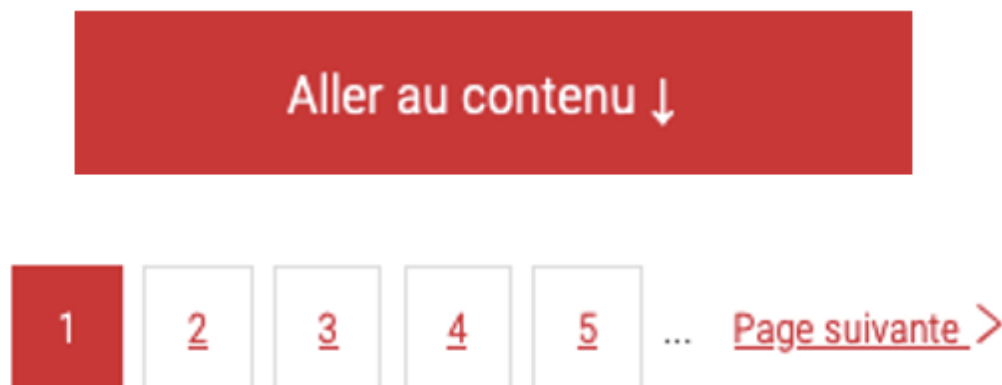 Aller au contenu ↓
1 2 3 4 5 ... Page suivante >